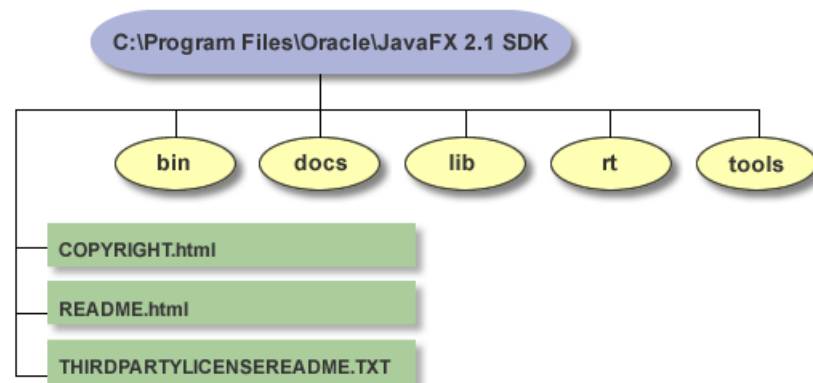 C:\Program Files\Oracle\JavaFX 2.1 SDK
bin
docs
lib
rt
tools
COPYRIGHT.html
README.html
THIRDPARTYLICENSEREADME.TXT